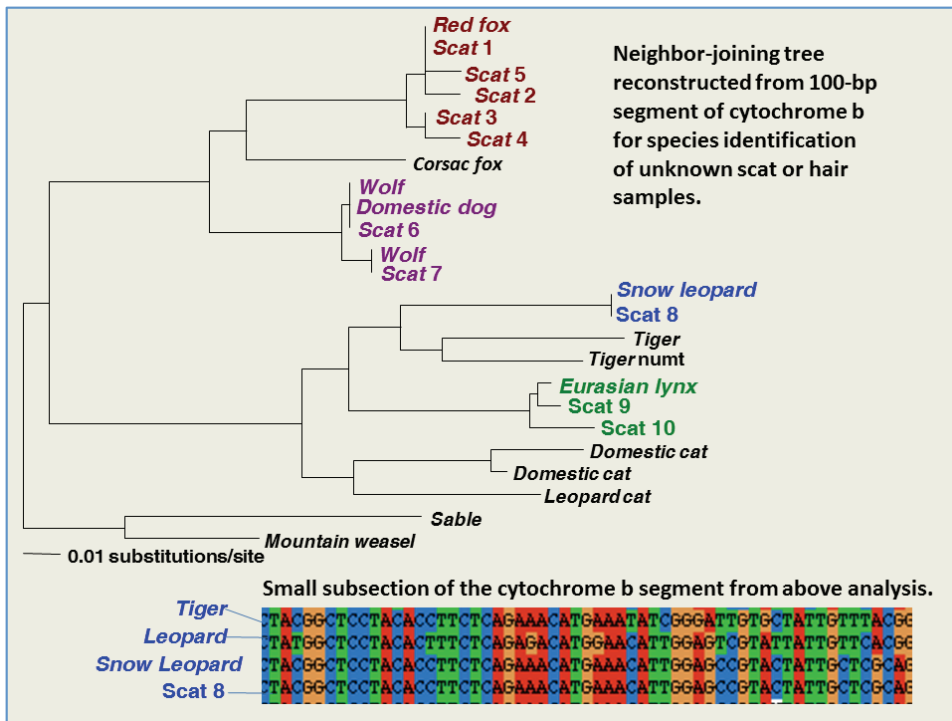 Red fox
Scat 1
Scat 5
Scat 2
Scat 3
Scat 4
Corsac fox
Neighbor-joining tree
reconstructed from 100-bp
segment of cytochrome b
for species identification
of unknown scat or hair
samples.
Wolf
Domestic dog
Scat 6
Wolf
Scat 7
Snow leopard
Scat 8
Tiger
Tiger numt
Eurasian lynx
Scat 9
Scat 10
Domestic cat
Domestic cat
Leopard cat
Sable
Mountain weasel
0.01 substitutions/site
Small subsection of the cytochrome b segment from above analysis.
Tiger CTACGGCTCCTACACCTTCTCAGAAACATGAAATATCGGGATTGTGCTATTGTTTACGG
Leopard CTATGGCTCCTACACTTTCTCAGAGACATGGAACATTGGAGTCGTATTATTGTTCACGG
Snow Leopard CTACGGCTCCTACACCTTCTCAGAAACATGAAACATTGGAGCCGTACTATTGCTCGCAG
Scat 8 CTACGGCTCCTACACCTTCTCAGAAACATGAAACATTGGAGCCGTACTATTGCTCGCAG